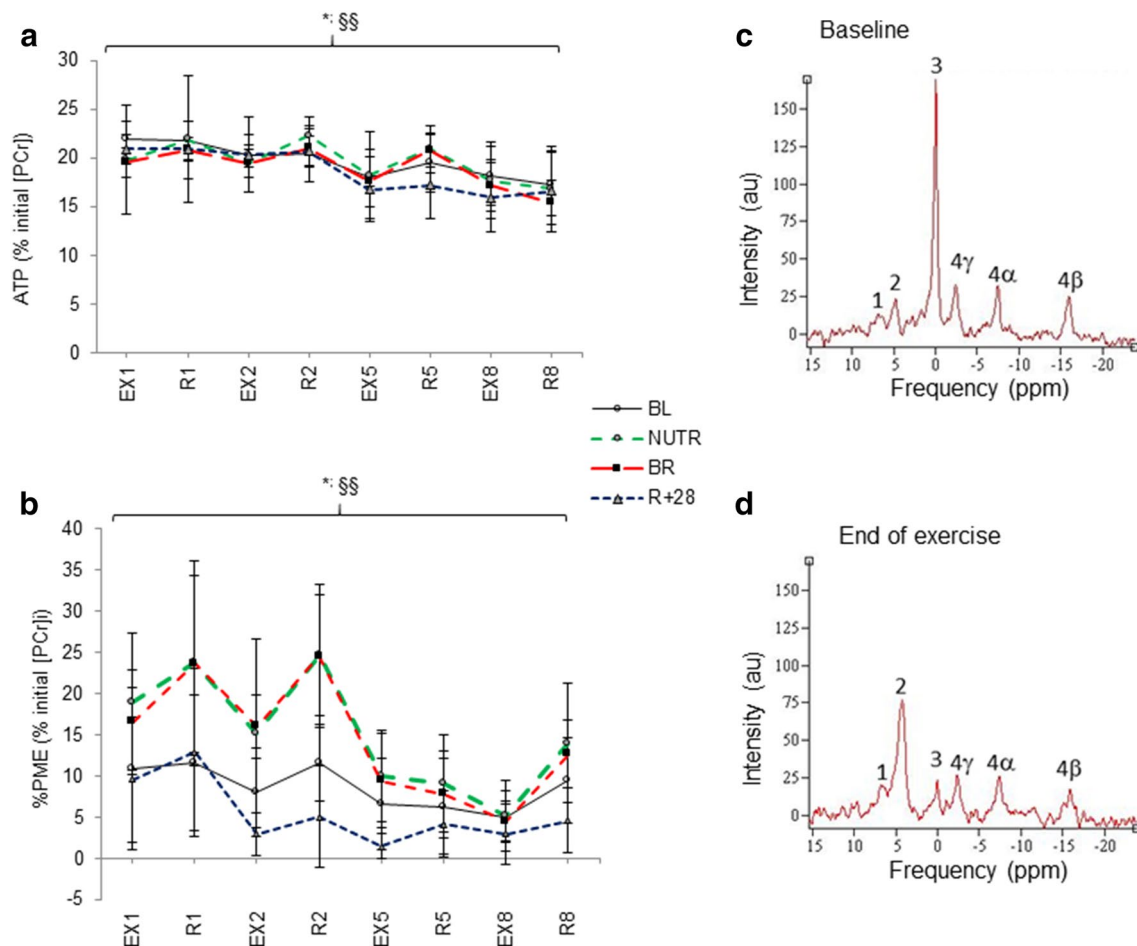 a
*; §§
ATP (% initial [PCr])
30
25
20
15
10
5
0
EX1
R1
EX2
R2
EX5
R5
EX8
R8
c
Baseline
Intensity (au)
150
125
100
75
50
25
0
1
2
3
4γ
4α
4β
15
10
5
0
-5
-10
-15
-20
Frequency (ppm)
BL
NUTR
BR
R+28
b
*; §§
%PME (% initial [PCr]i)
40
35
30
25
20
15
10
5
0
-5
EX1
R1
EX2
R2
EX5
R5
EX8
R8
d
End of exercise
Intensity (au)
150
125
100
75
50
25
0
1
2
3
4γ
4α
4β
15
10
5
0
-5
-10
-15
-20
Frequency (ppm)